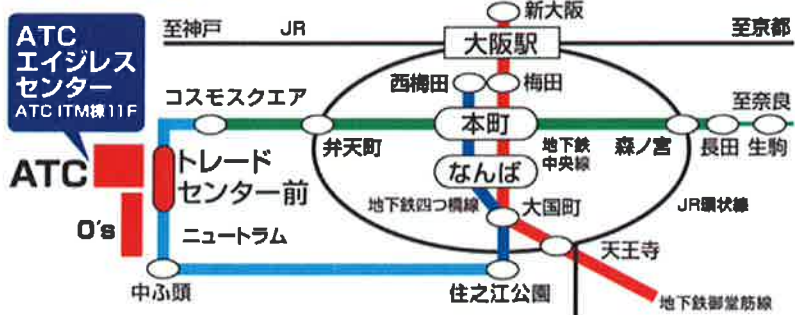 ATC
エイジレス
センター
ATC ITM棟11F
至神戸
JR
新大阪
大阪駅
至京都
西梅田
梅田
コスモスクエア
至奈良
本町
弁天町
地下鉄
中央線
森ノ宮
長田
生駒
ATC
トレード
センター前
なんば
O's
地下鉄四つ橋線
大国町
JR環状線
ニュートラム
天王寺
中ふ頭
住之江公園
地下鉄御堂筋線